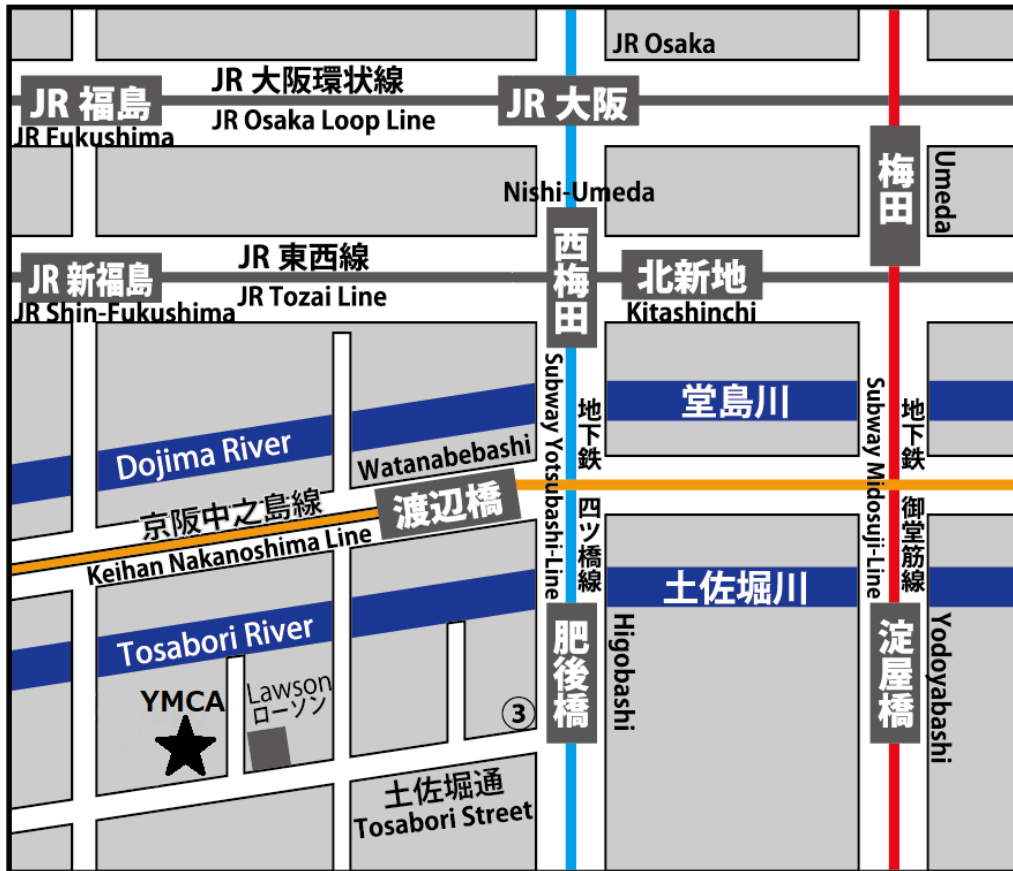 JR Osaka
JR 大阪環状線
JR 福島
JR 大阪
JR Osaka Loop Line
JR Fukushima
梅田
Umeda
Nishi-Umeda
西梅田
JR 東西線
JR 新福島
北新地
JR Tozai Line
JR Shin-Fukushima
Kitashinchi
Subway Yotsubashi-Line
地下鉄 四ツ橋線
堂島川
Subway Midosuji-Line
地下鉄 御堂筋線
Dojima River
Watanabebashi
渡辺橋
京阪中之島線
Keihan Nakanoshima Line
土佐堀川
Tosabori River
肥後橋
Higobashi
淀屋橋
Yodoyabashi
YMCA
Lawson
ローソン
③
土佐堀通
Tosabori Street